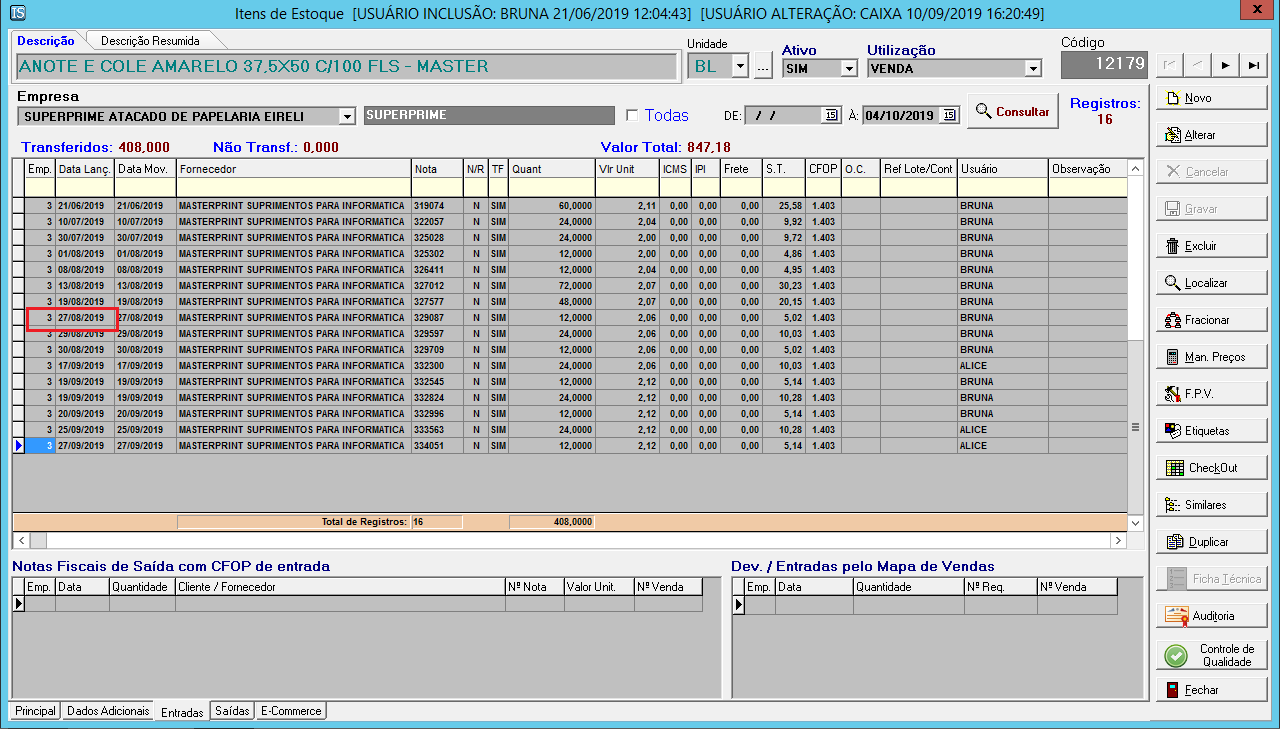 IS Itens de Estoque [USUÁRIO INCLUSÃO: BRUNA 21/06/2019 12:04:43] [USUÁRIO ALTERAÇÃO: CAIXA 10/09/2019 16:20:49] x
Descrição Descrição Resumida
Unidade Ativo Utilização Código
ANOTE E COLE AMARELO 37,5X50 C/100 FLS - MASTER BL ... SIM VENDA 12179
Empresa
SUPERPRIME ATACADO DE PAPELARIA EIRELI SUPERPRIME Todas DE: / / 15 À: 04/10/2019 15 Consultar Registros: 16
Transferidos: 408,000 Não Transf.: 0,000 Valor Total: 847,18
Emp. Data Lanç. Data Mov. Fornecedor Nota N/R TF Quant Vlr Unit ICMS IPI Frete S.T. CFOP O.C. Ref Lote/Cont Usuário Observação
3 21/06/2019 21/06/2019 MASTERPRINT SUPRIMENTOS PARA INFORMATICA 319074 N SIM 60,0000 2,11 0,00 0,00 0,00 25,58 1.403 BRUNA
3 10/07/2019 10/07/2019 MASTERPRINT SUPRIMENTOS PARA INFORMATICA 322057 N SIM 24,0000 2,04 0,00 0,00 0,00 9,92 1.403 BRUNA
3 30/07/2019 30/07/2019 MASTERPRINT SUPRIMENTOS PARA INFORMATICA 325028 N SIM 24,0000 2,00 0,00 0,00 0,00 9,72 1.403 BRUNA
3 01/08/2019 01/08/2019 MASTERPRINT SUPRIMENTOS PARA INFORMATICA 325302 N SIM 12,0000 2,00 0,00 0,00 0,00 4,86 1.403 BRUNA
3 08/08/2019 08/08/2019 MASTERPRINT SUPRIMENTOS PARA INFORMATICA 326411 N SIM 12,0000 2,04 0,00 0,00 0,00 4,95 1.403 BRUNA
3 13/08/2019 13/08/2019 MASTERPRINT SUPRIMENTOS PARA INFORMATICA 327012 N SIM 72,0000 2,07 0,00 0,00 0,00 30,23 1.403 BRUNA
3 19/08/2019 19/08/2019 MASTERPRINT SUPRIMENTOS PARA INFORMATICA 327577 N SIM 48,0000 2,07 0,00 0,00 0,00 20,15 1.403 BRUNA
3 27/08/2019 27/08/2019 MASTERPRINT SUPRIMENTOS PARA INFORMATICA 329087 N SIM 12,0000 2,06 0,00 0,00 0,00 5,02 1.403 BRUNA
3 29/08/2019 29/08/2019 MASTERPRINT SUPRIMENTOS PARA INFORMATICA 329597 N SIM 24,0000 2,06 0,00 0,00 0,00 10,03 1.403 BRUNA
3 30/08/2019 30/08/2019 MASTERPRINT SUPRIMENTOS PARA INFORMATICA 329709 N SIM 12,0000 2,06 0,00 0,00 0,00 5,02 1.403 BRUNA
3 17/09/2019 17/09/2019 MASTERPRINT SUPRIMENTOS PARA INFORMATICA 332300 N SIM 24,0000 2,06 0,00 0,00 0,00 10,03 1.403 ALICE
3 19/09/2019 19/09/2019 MASTERPRINT SUPRIMENTOS PARA INFORMATICA 332545 N SIM 12,0000 2,12 0,00 0,00 0,00 5,14 1.403 BRUNA
3 19/09/2019 19/09/2019 MASTERPRINT SUPRIMENTOS PARA INFORMATICA 332824 N SIM 24,0000 2,12 0,00 0,00 0,00 10,28 1.403 BRUNA
3 20/09/2019 20/09/2019 MASTERPRINT SUPRIMENTOS PARA INFORMATICA 332996 N SIM 12,0000 2,12 0,00 0,00 0,00 5,14 1.403 BRUNA
3 25/09/2019 25/09/2019 MASTERPRINT SUPRIMENTOS PARA INFORMATICA 333563 N SIM 24,0000 2,12 0,00 0,00 0,00 10,28 1.403 ALICE
3 27/09/2019 27/09/2019 MASTERPRINT SUPRIMENTOS PARA INFORMATICA 334051 N SIM 12,0000 2,12 0,00 0,00 0,00 5,14 1.403 ALICE
Total de Registros: 16 408,0000
Notas Fiscais de Saída com CFOP de entrada
Emp. Data Quantidade Cliente / Fornecedor Nº Nota Valor Unit. Nº Venda
Dev. / Entradas pelo Mapa de Vendas
Emp. Data Quantidade Nº Req. Nº Venda
Principal Dados Adicionais Entradas Saídas E-Commerce
Novo
Alterar
Cancelar
Gravar
Excluir
Localizar
Fracionar
Man. Preços
F.P.V.
Etiquetas
CheckOut
Similares
Duplicar
Ficha Técnica
Auditoria
Controle de
Qualidade
Fechar